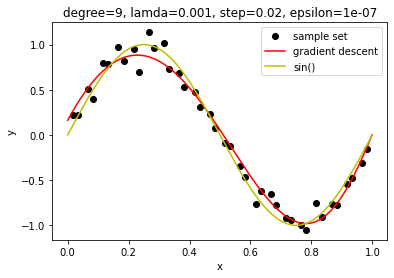 degree=9, lamda=0.001, step=0.02, epsilon=1e-07
sample set
gradient descent
sin()
1.0
0.5
0.0
-0.5
-1.0
y
0.0 0.2 0.4 0.6 0.8 1.0
x